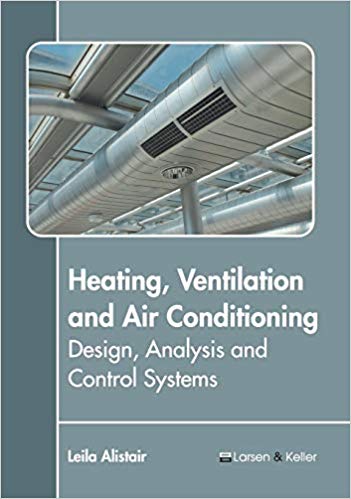 Heating, Ventilation
and Air Conditioning
Design, Analysis and
Control Systems
Leila Alistair
Larsen & Keller